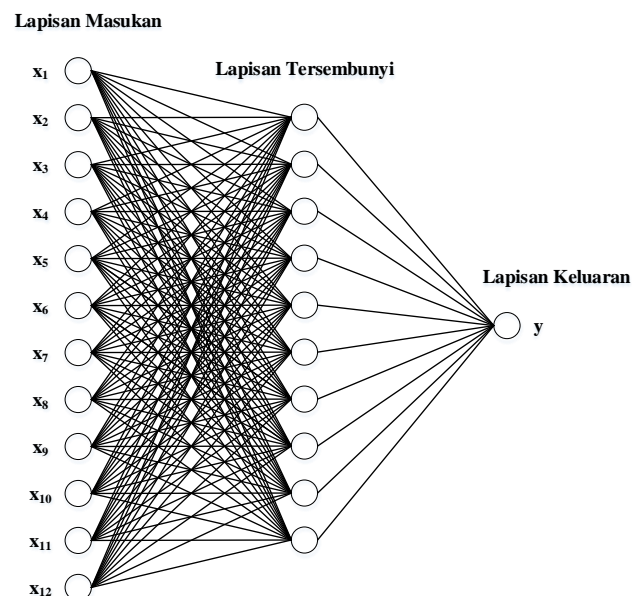 Lapisan Masukan
Lapisan Tersembunyi
Lapisan Keluaran
x₁
x₂
x₃
x₄
x₅
x₆
x₇
x₈
x₉
x₁₀
x₁₁
x₁₂
y